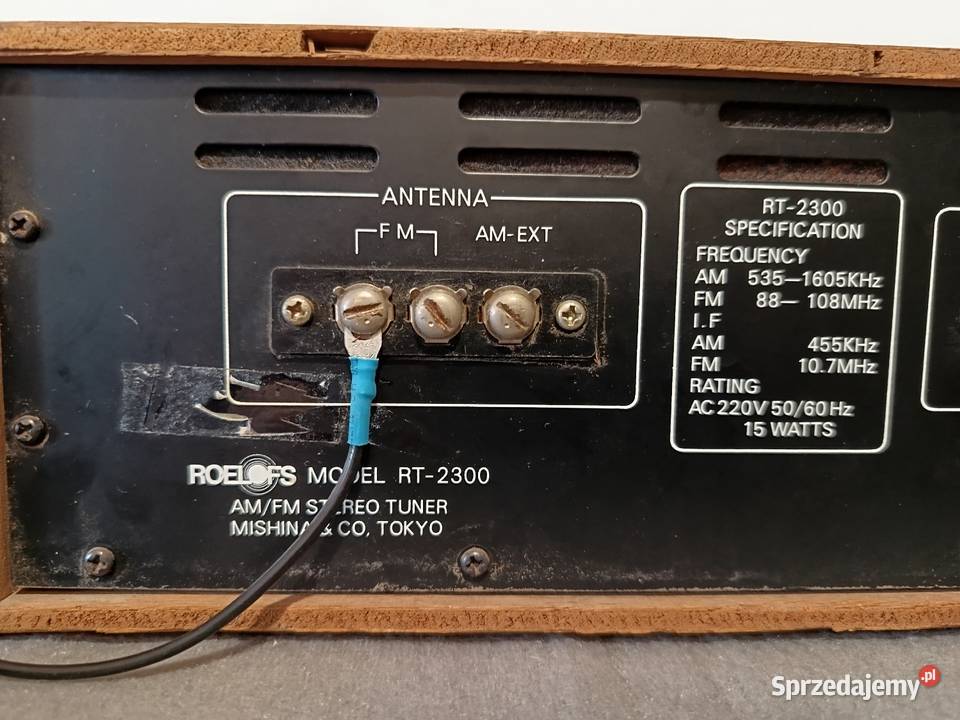 ANTENNA
FM
AM-EXT
RT-2300
SPECIFICATION
FREQUENCY
AM 535—1605KHz
FM 88— 108MHz
I.F
AM 455KHz
FM 10.7MHz
RATING
AC 220V 50/60Hz
15 WATTS
ROELOFS MODEL RT-2300
AM/FM STEREO TUNER
MISHINA & CO, TOKYO
Sprzedajemy.pl